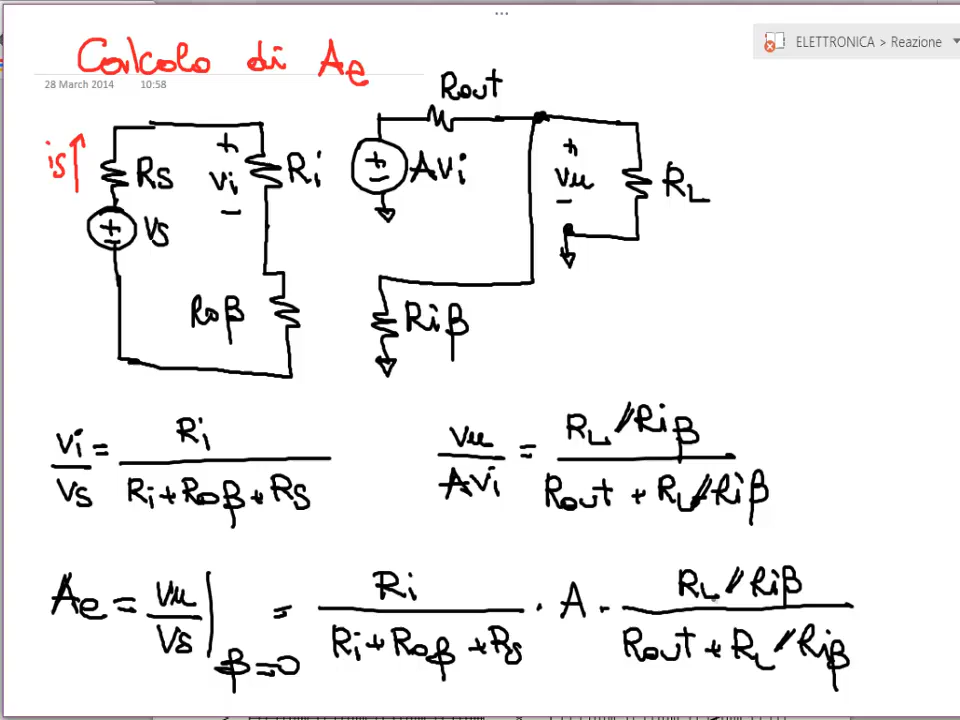 ELETTRONICA > Reazione
Calcolo di Ae
28 March 2014 10:58
is↑ Rs Vs
+ vi − Ri
Roβ
+ − Avi
Rout
+ vu − RL
Riβ
vi/vs = Ri/(Ri+Roβ+Rs)
vu/Avi = RL//Riβ/(Rout + RL//Riβ)
Ae = vu/vs |β=0 = Ri/(Ri+Roβ+Rs) · A · RL//Riβ/(Rout + RL//Riβ)